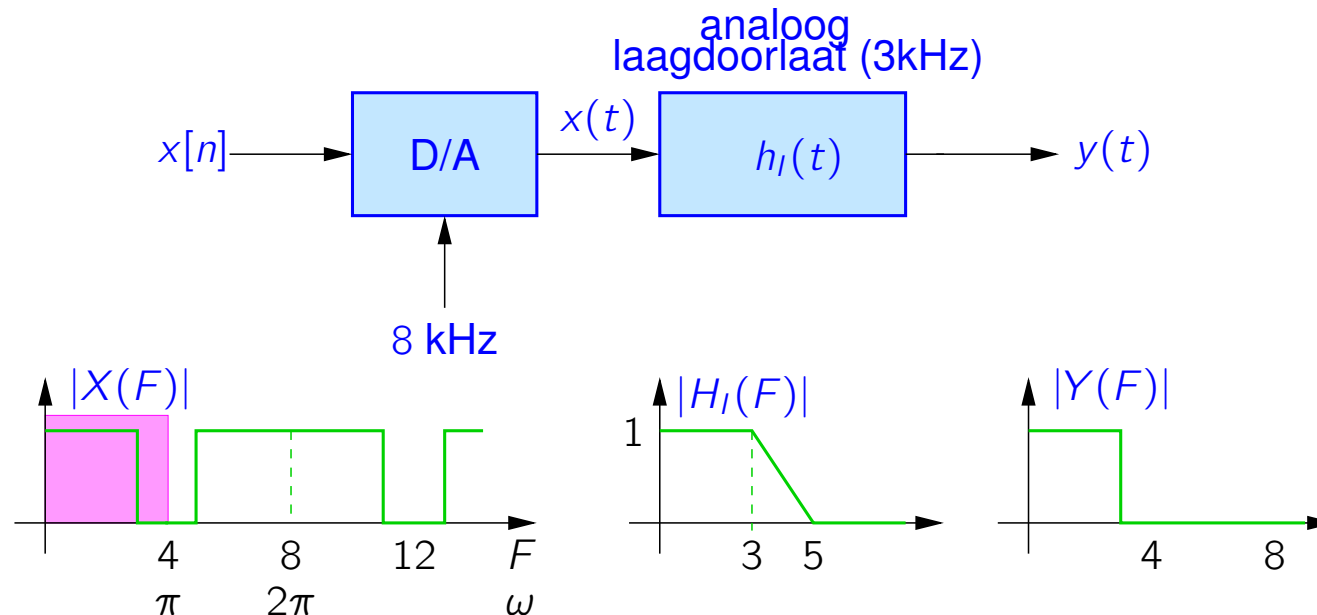 analoog
laagdoorlaat (3kHz)
x[n]
D/A
x(t)
h_l(t)
y(t)
8 kHz
|X(F)|
4 8 12 F
π 2π ω
|H_l(F)|
1
3 5
|Y(F)|
4 8